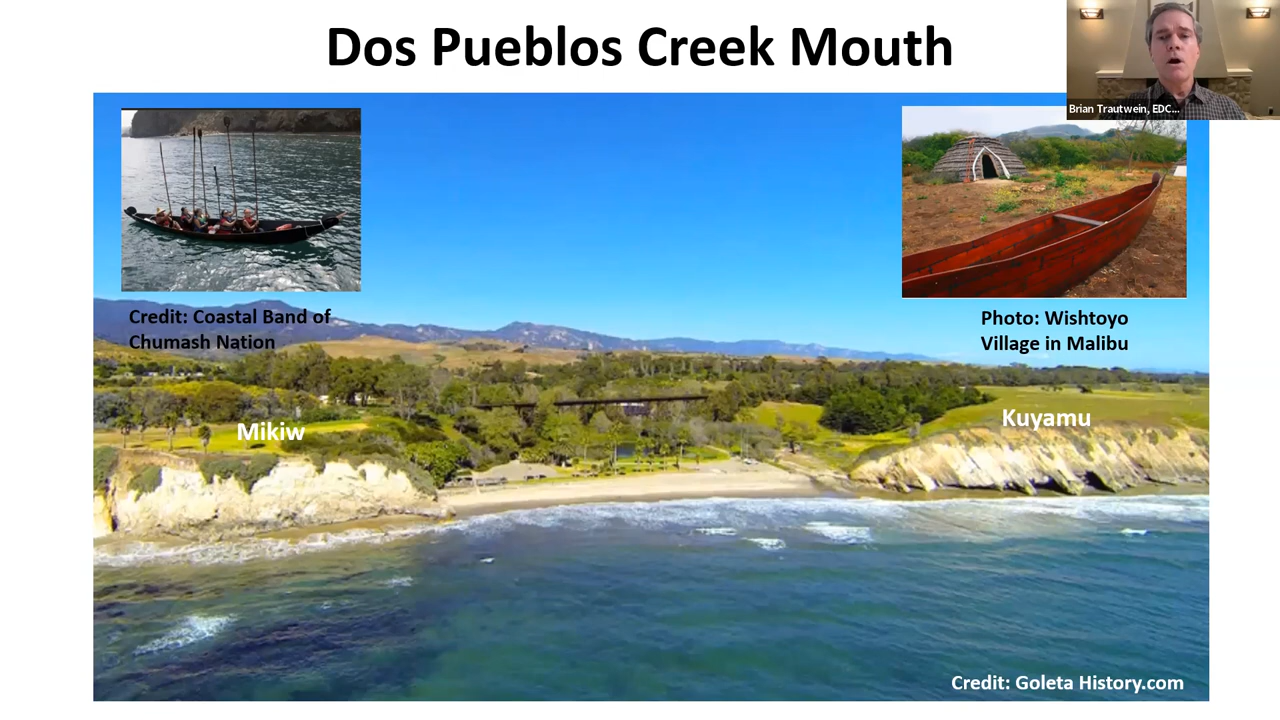 Dos Pueblos Creek Mouth
Brian Trautwein, EDC...
Credit: Coastal Band of
Chumash Nation
Photo: Wishtoyo
Village in Malibu
Mikiw
Kuyamu
Credit: Goleta History.com